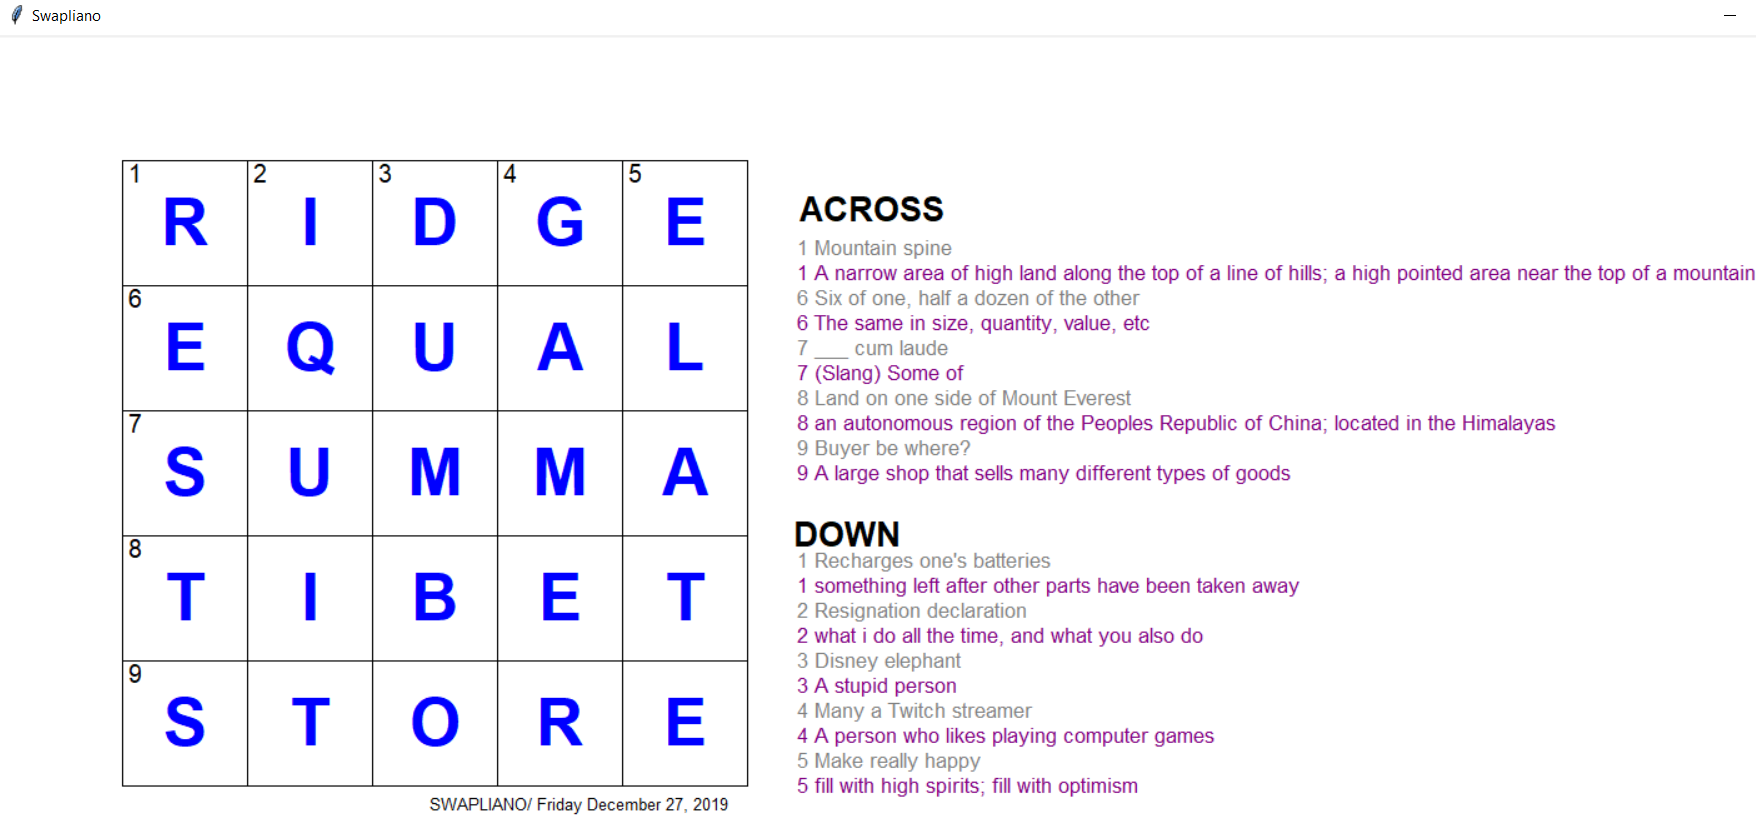 Swapliano
1 2 3 4 5
R I D G E
6
E Q U A L
7
S U M M A
8
T I B E T
9
S T O R E
SWAPLIANO/ Friday December 27, 2019
ACROSS
1 Mountain spine
1 A narrow area of high land along the top of a line of hills; a high pointed area near the top of a mountain
6 Six of one, half a dozen of the other
6 The same in size, quantity, value, etc
7 ___ cum laude
7 (Slang) Some of
8 Land on one side of Mount Everest
8 an autonomous region of the Peoples Republic of China; located in the Himalayas
9 Buyer be where?
9 A large shop that sells many different types of goods
DOWN
1 Recharges one's batteries
1 something left after other parts have been taken away
2 Resignation declaration
2 what i do all the time, and what you also do
3 Disney elephant
3 A stupid person
4 Many a Twitch streamer
4 A person who likes playing computer games
5 Make really happy
5 fill with high spirits; fill with optimism